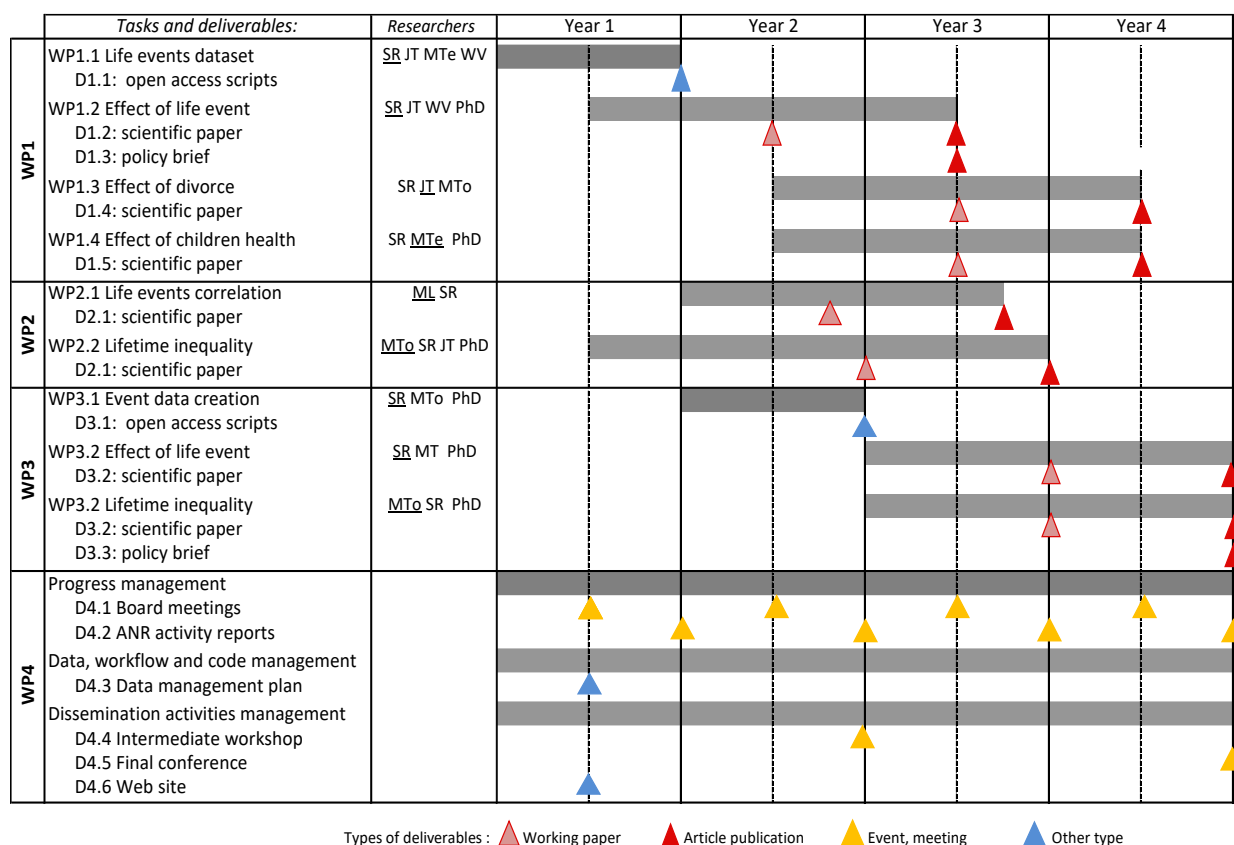 Tasks and deliverables: Researchers Year 1 Year 2 Year 3 Year 4
WP1
WP1.1 Life events dataset SR JT MTe WV
D1.1: open access scripts
WP1.2 Effect of life event SR JT WV PhD
D1.2: scientific paper
D1.3: policy brief
WP1.3 Effect of divorce SR JT MTo
D1.4: scientific paper
WP1.4 Effect of children health SR MTe PhD
D1.5: scientific paper
WP2
WP2.1 Life events correlation ML SR
D2.1: scientific paper
WP2.2 Lifetime inequality MTo SR JT PhD
D2.1: scientific paper
WP3
WP3.1 Event data creation SR MTo PhD
D3.1: open access scripts
WP3.2 Effect of life event SR MT PhD
D3.2: scientific paper
WP3.2 Lifetime inequality MTo SR PhD
D3.2: scientific paper
D3.3: policy brief
WP4
Progress management
D4.1 Board meetings
D4.2 ANR activity reports
Data, workflow and code management
D4.3 Data management plan
Dissemination activities management
D4.4 Intermediate workshop
D4.5 Final conference
D4.6 Web site
Types of deliverables : Working paper Article publication Event, meeting Other type